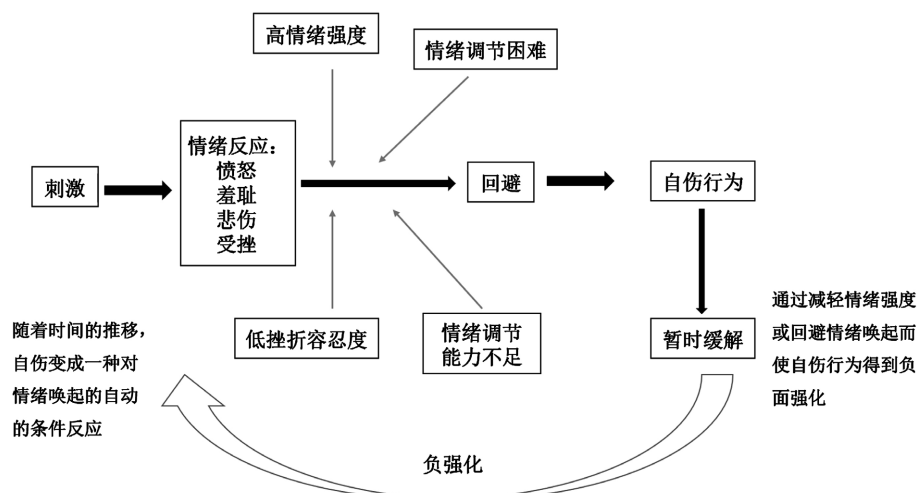 高情绪强度
情绪调节困难
刺激
情绪反应：
愤怒
羞耻
悲伤
受挫
回避
自伤行为
低挫折容忍度
情绪调节
能力不足
暂时缓解
通过减轻情绪强度
或回避情绪唤起而
使自伤行为得到负
面强化
随着时间的推移，
自伤变成一种对
情绪唤起的自动
的条件反应
负强化